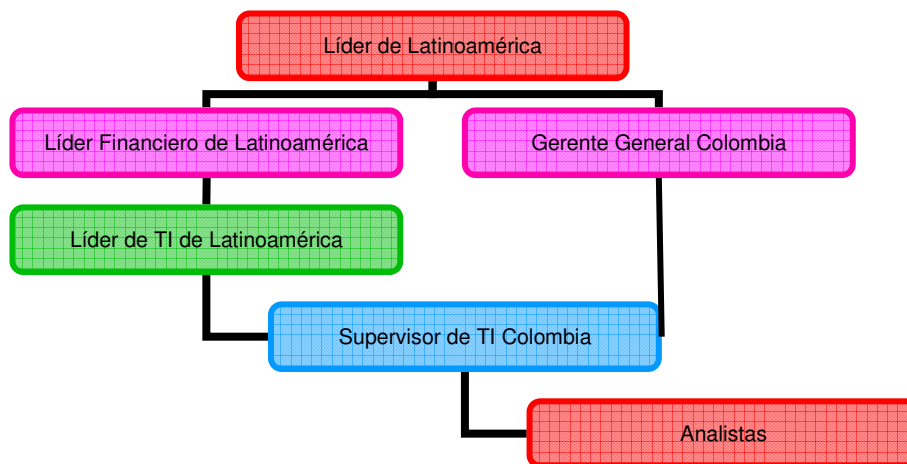 Líder de Latinoamérica
Líder Financiero de Latinoamérica
Gerente General Colombia
Líder de TI de Latinoamérica
Supervisor de TI Colombia
Analistas